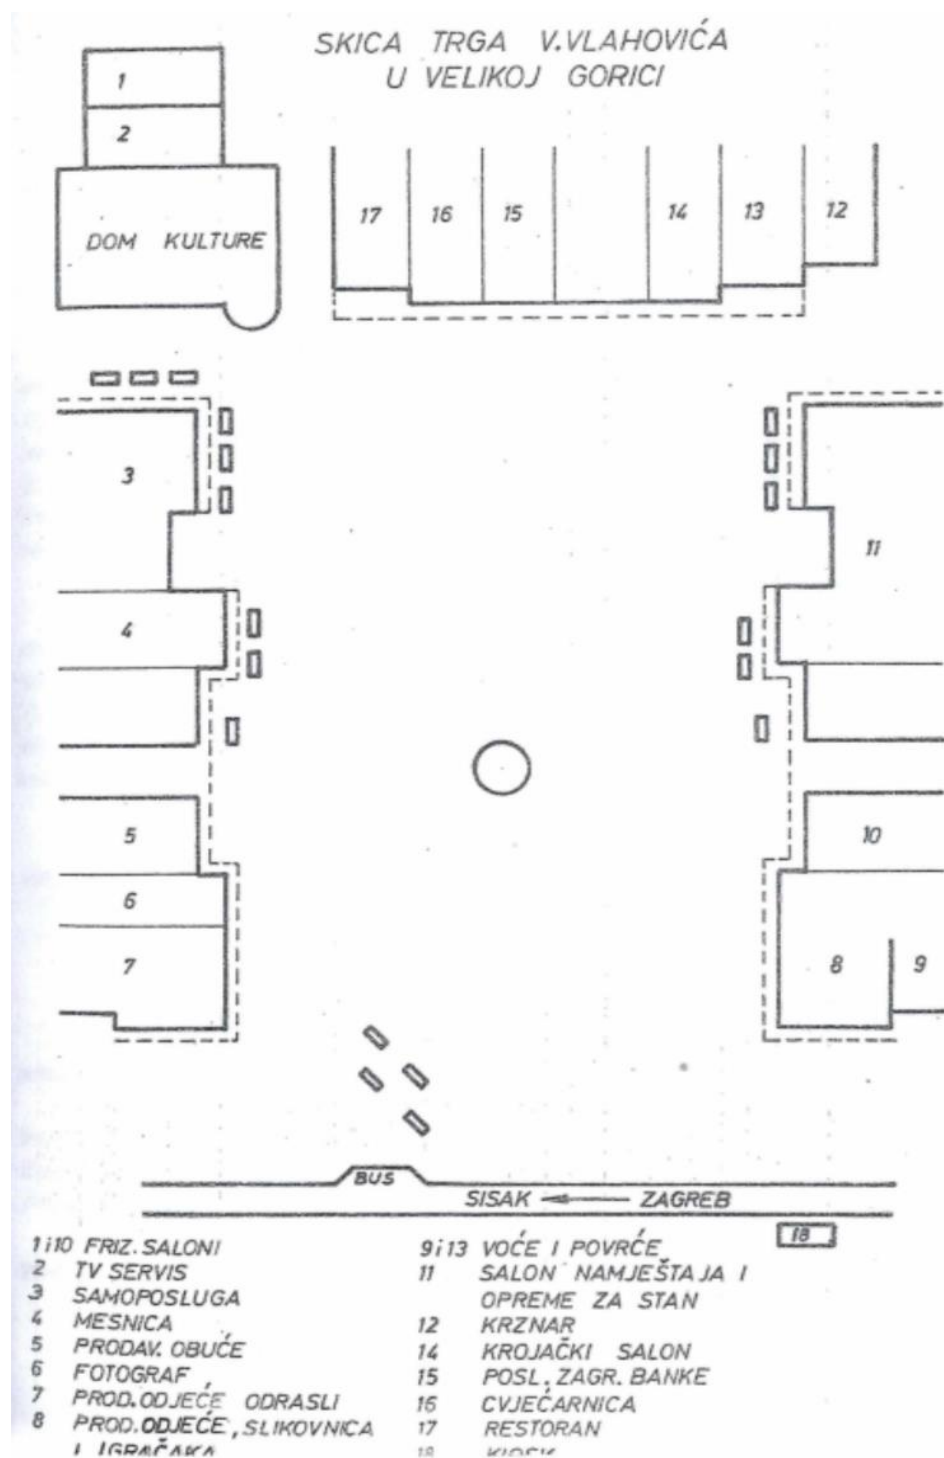 SKICA TRGA V.VLAHOVIĆA
U VELIKOJ GORICI
1
2
DOM KULTURE
17 16 15 14 13 12
3
11
4
5
10
6
7
8 9
BUS
SISAK ZAGREB
18
1 i 10 FRIZ. SALONI
2 TV SERVIS
3 SAMOPOSLUGA
4 MESNICA
5 PRODAV. OBUĆE
6 FOTOGRAF
7 PROD.ODJEĆE ODRASLI
8 PROD.ODJEĆE, SLIKOVNICA
I IGRAČAKA
9 i 13 VOĆE I POVRĆE
11 SALON NAMJEŠTAJA I
OPREME ZA STAN
12 KRZNAR
14 KROJAČKI SALON
15 POSL. ZAGR. BANKE
16 CVJEĆARNICA
17 RESTORAN
18 KIOSK